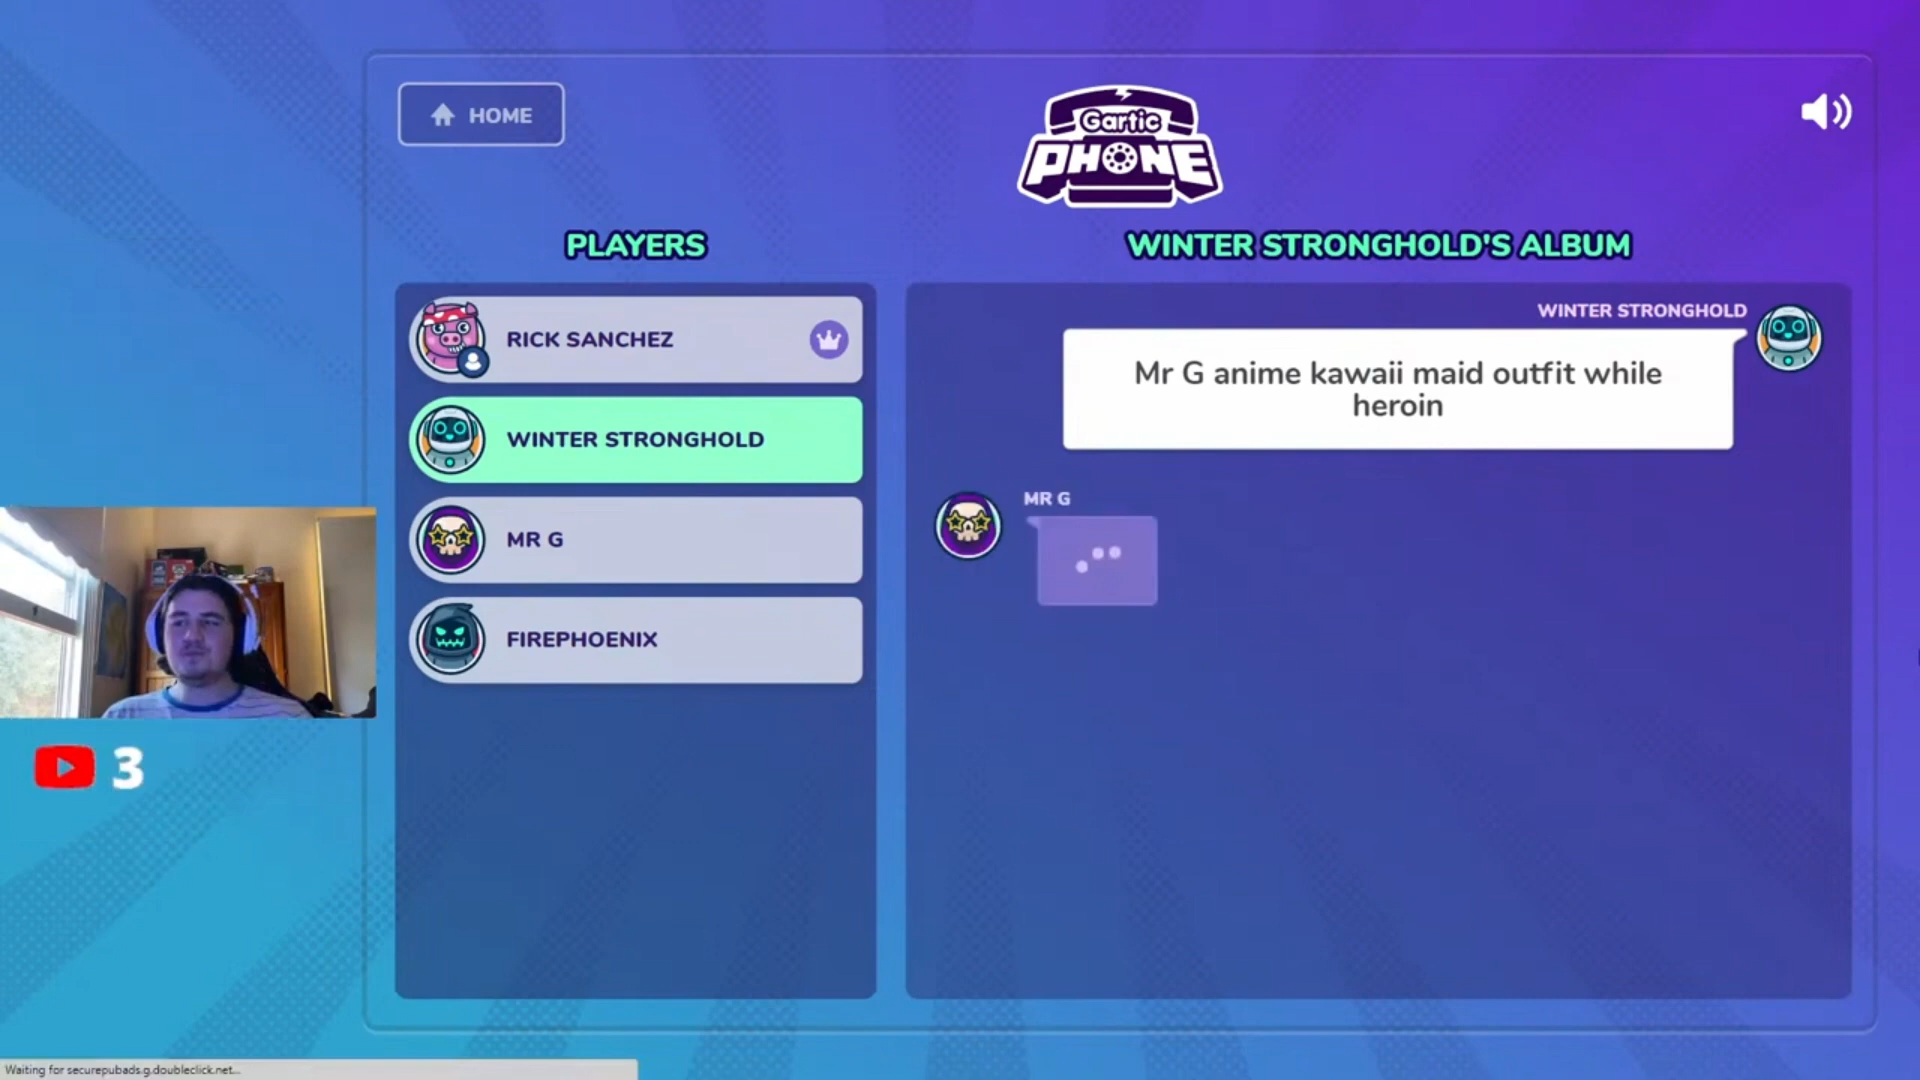 HOME
Gartic
PHONE
PLAYERS
WINTER STRONGHOLD'S ALBUM
RICK SANCHEZ
WINTER STRONGHOLD
MR G
FIREPHOENIX
WINTER STRONGHOLD
Mr G anime kawaii maid outfit while
heroin
MR G
3
Waiting for securepubads.g.doubleclick.net...